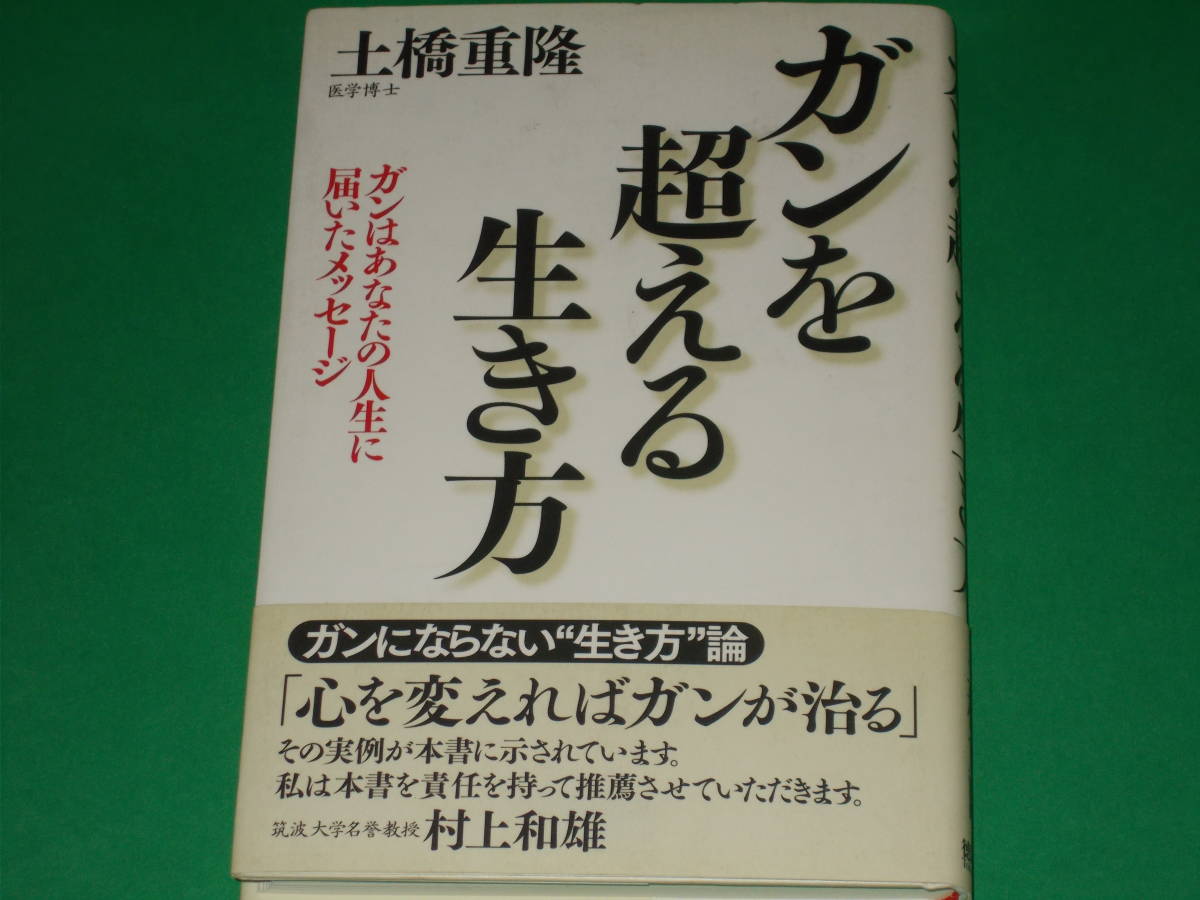 土橋重隆
医学博士
ガンを
超える
生き方
ガンはあなたの人生に
届いたメッセージ
ガンにならない“生き方”論
「心を変えればガンが治る」
その実例が本書に示されています。
私は本書を責任を持って推薦させていただきます。
筑波大学名誉教授 村上和雄